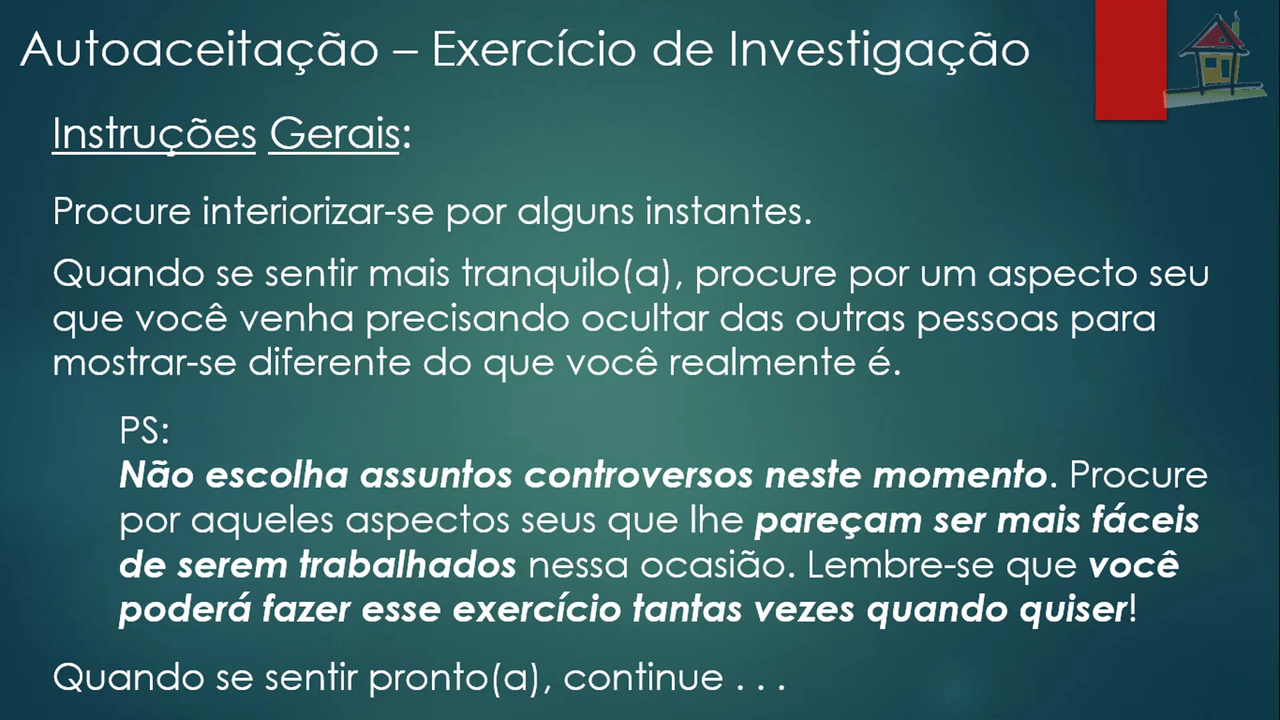 Autoaceitação – Exercício de Investigação
Instruções Gerais:
Procure interiorizar-se por alguns instantes.
Quando se sentir mais tranquilo(a), procure por um aspecto seu
que você venha precisando ocultar das outras pessoas para
mostrar-se diferente do que você realmente é.
PS:
Não escolha assuntos controversos neste momento. Procure
por aqueles aspectos seus que lhe pareçam ser mais fáceis
de serem trabalhados nessa ocasião. Lembre-se que você
poderá fazer esse exercício tantas vezes quando quiser!
Quando se sentir pronto(a), continue . . .